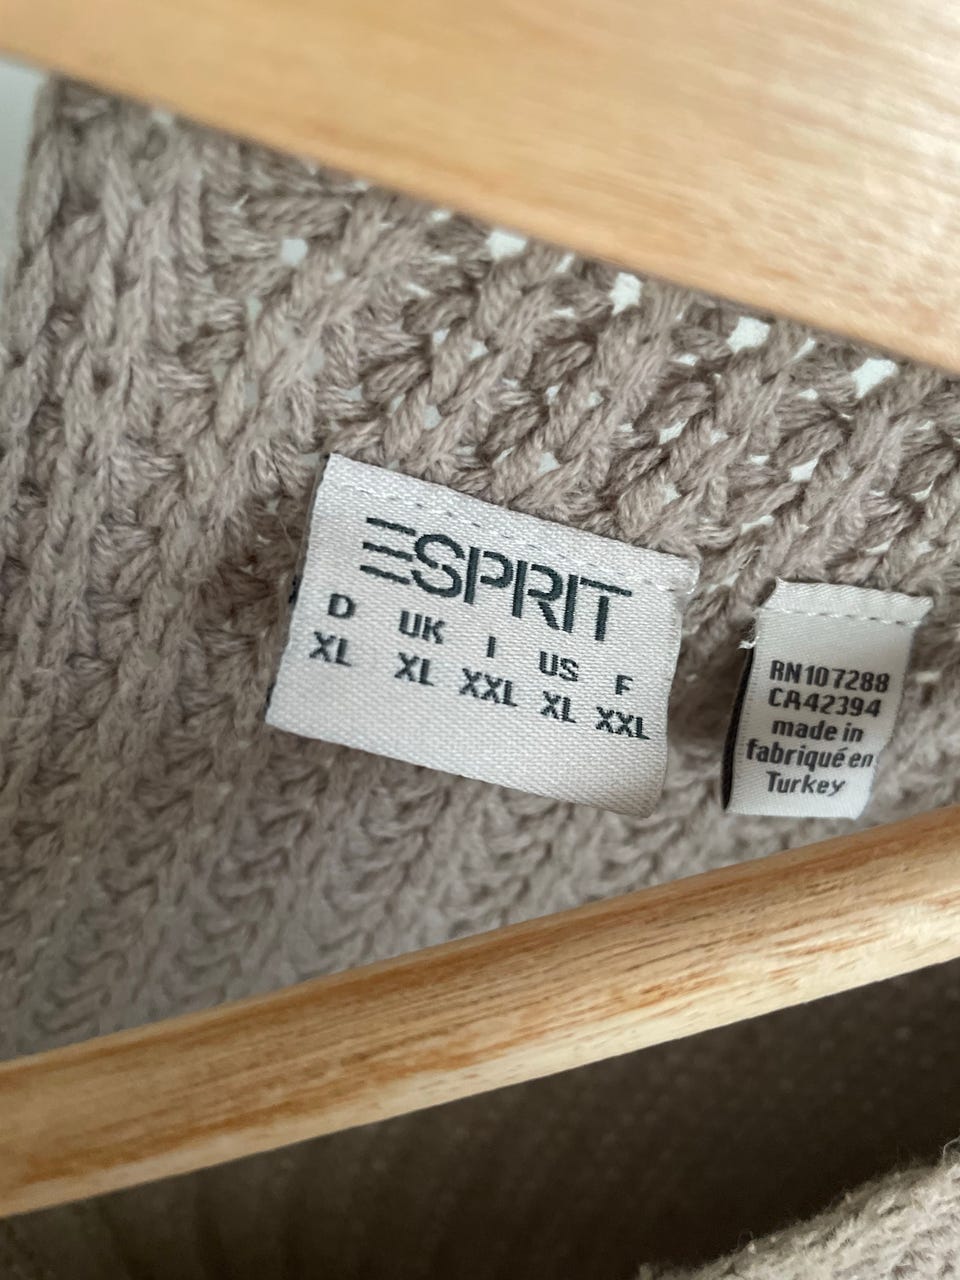 ESPRIT
D UK I US F
XL XL XXL XL XXL
RN107288
CA42394
made in
fabriqué en
Turkey